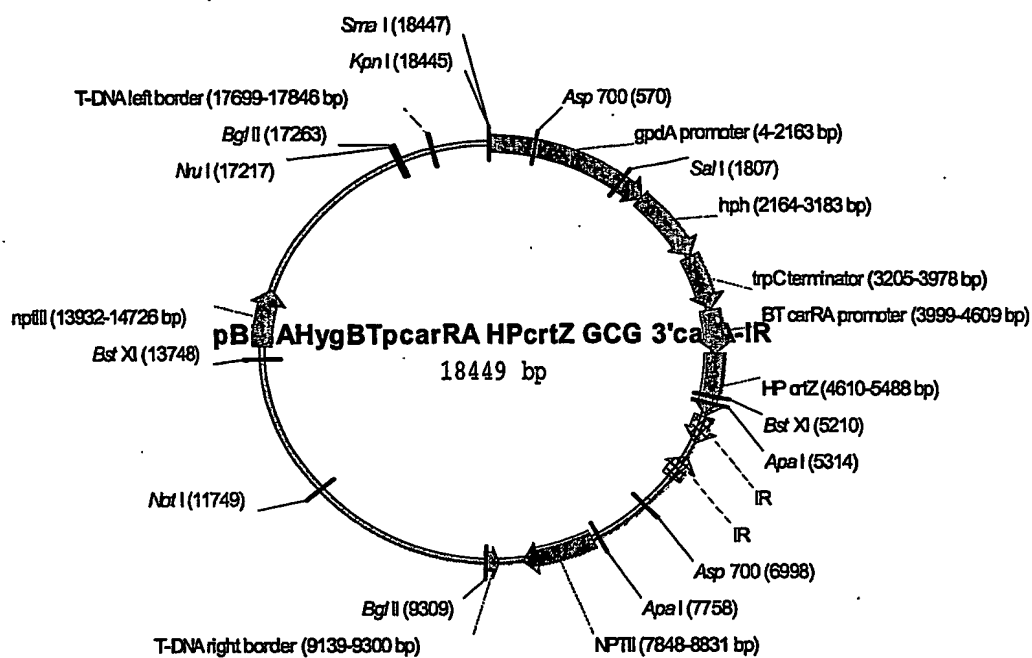 Sma I (18447)
Kpn I (18445)
T-DNA left border (17699-17846 bp)
Bgl II (17263)
Nru I (17217)
Asp 700 (570)
gpdA promoter (4-2163 bp)
Sal I (1807)
hph (2164-3183 bp)
trpC terminator (3205-3978 bp)
BT carRA promoter (3999-4609 bp)
nptIII (13932-14726 bp)
HygBTpcarRA HPcrtZ GCG
18449 bp
Bst XI (13748)
HP crtZ (4610-5488 bp)
Bst XI (5210)
Apa I (5314)
IR
IR
Not I (11749)
Asp 700 (6998)
Apa I (7758)
Bgl II (9309)
T-DNA right border (9139-9300 bp)
NPTII (7848-8831 bp)